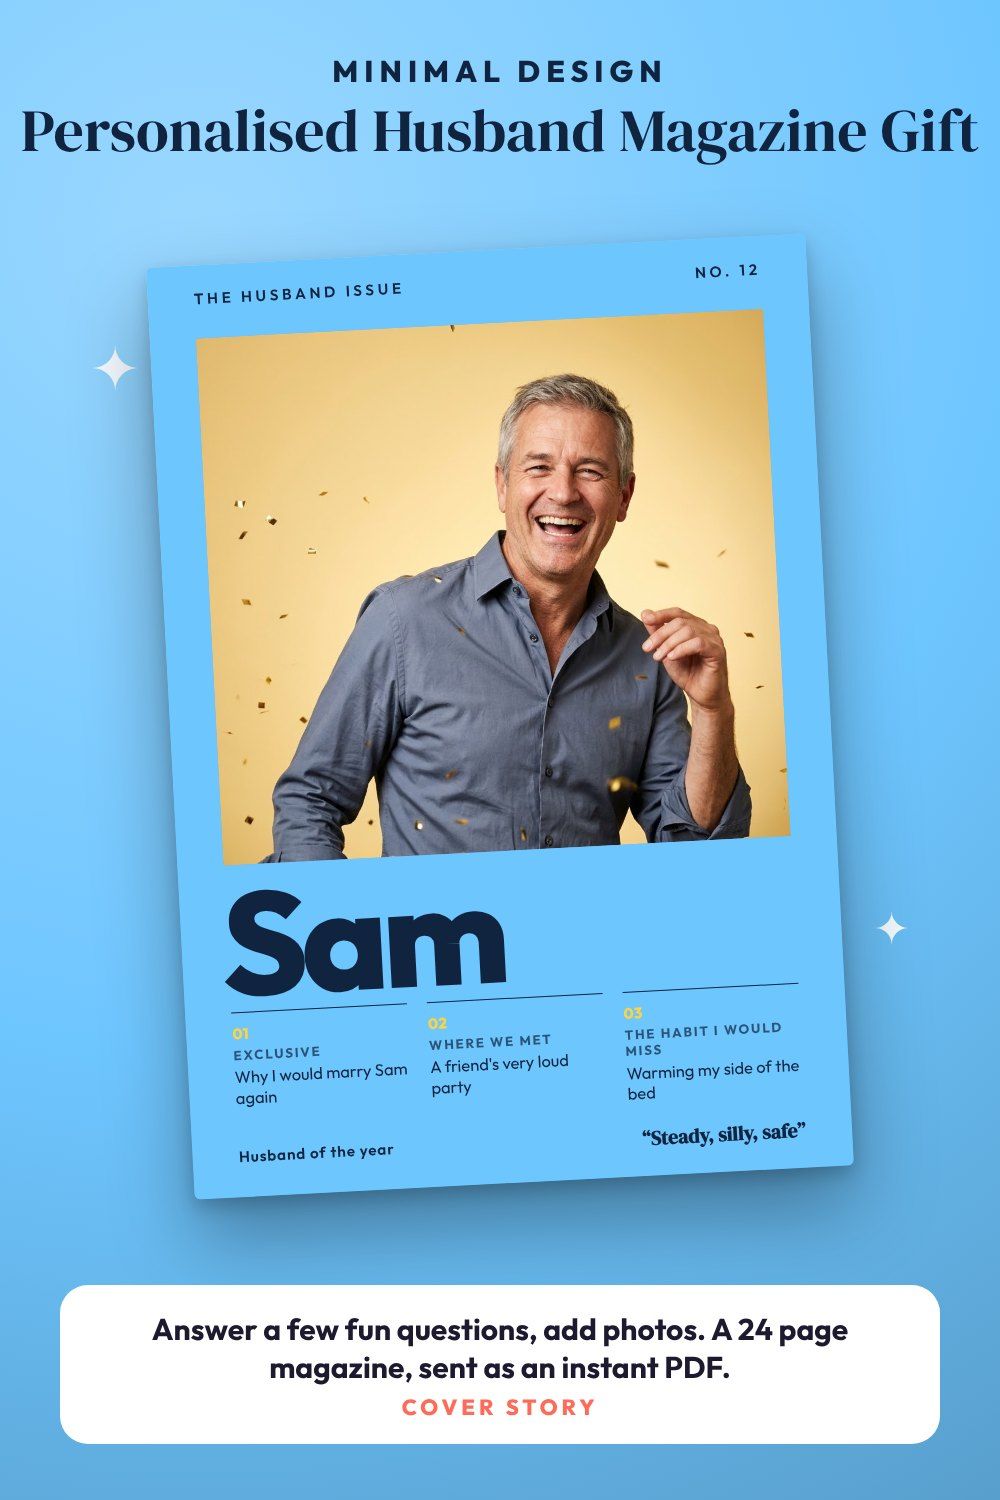 MINIMAL DESIGN
Personalised Husband Magazine Gift
THE HUSBAND ISSUE
NO. 12
Sam
01
EXCLUSIVE
Why I would marry Sam
again
02
WHERE WE MET
A friend's very loud
party
03
THE HABIT I WOULD
MISS
Warming my side of the
bed
Husband of the year
“Steady, silly, safe”
Answer a few fun questions, add photos. A 24 page
magazine, sent as an instant PDF.
COVER STORY